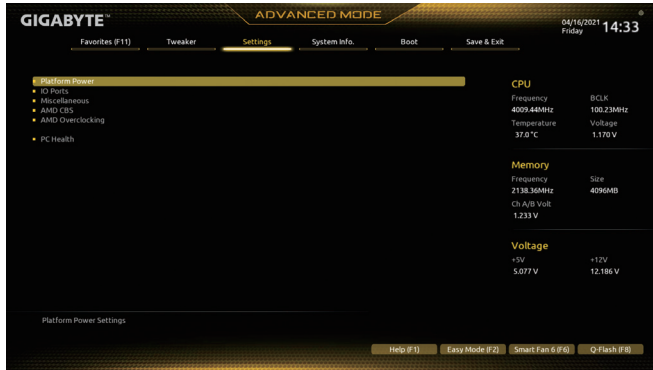 GIGABYTE™
ADVANCED MODE
04/16/2021 Friday 14:33
Favorites (F11) Tweaker Settings System Info. Boot Save & Exit
Platform Power
IO Ports
Miscellaneous
AMD CBS
AMD Overclocking
PC Health
CPU
Frequency BCLK
4009.44MHz 100.23MHz
Temperature Voltage
37.0 °C 1.170 V
Memory
Frequency Size
2138.36MHz 4096MB
Ch A/B Volt
1.233 V
Voltage
+5V +12V
5.077 V 12.186 V
Platform Power Settings
Help (F1) Easy Mode (F2) Smart Fan 6 (F6) Q-Flash (F8)